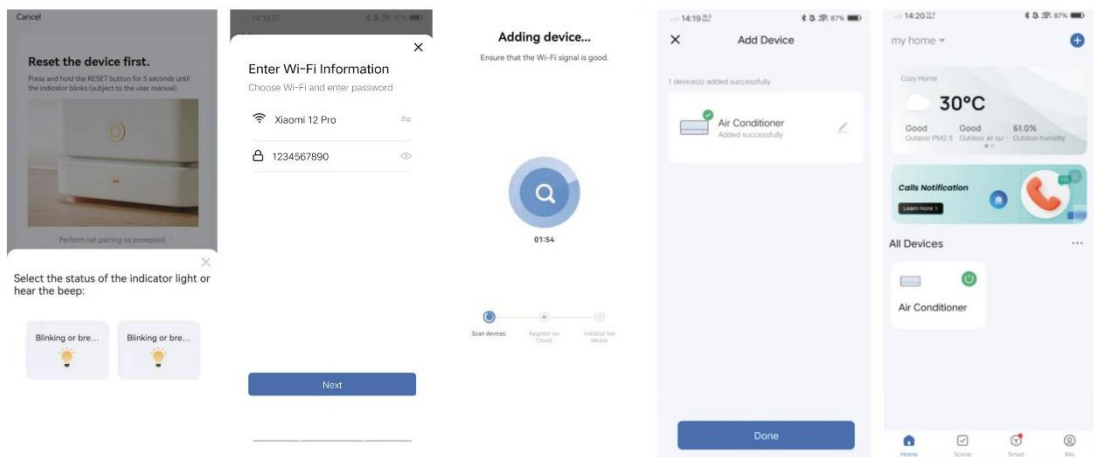 Cancel
Reset the device first.
Press and hold the RESET button for 5 seconds until
the indicator blinks (subject to the user manual)
Perform net pairing as prompted.
Select the status of the indicator light or
hear the beep:
Blinking or bre...
Blinking or bre...
14:19
87%
Enter Wi-Fi Information
Choose Wi-Fi and enter password
Xiaomi 12 Pro
1234567890
Next
Adding device...
Ensure that the Wi-Fi signal is good.
01:54
Scan devices.
Register on
Cloud.
Initialize the
device
14:19
87%
Add Device
1 device(s) added successfully
Air Conditioner
Added successfully
Done
14:20
87%
my home
Cozy Home
30°C
Good
Outdoor PM2.5
Good
Outdoor air qu...
61.0%
Outdoor humidity
Calls Notification
Learn more >
All Devices
...
Air Conditioner
Home
Scene
Smart
Me